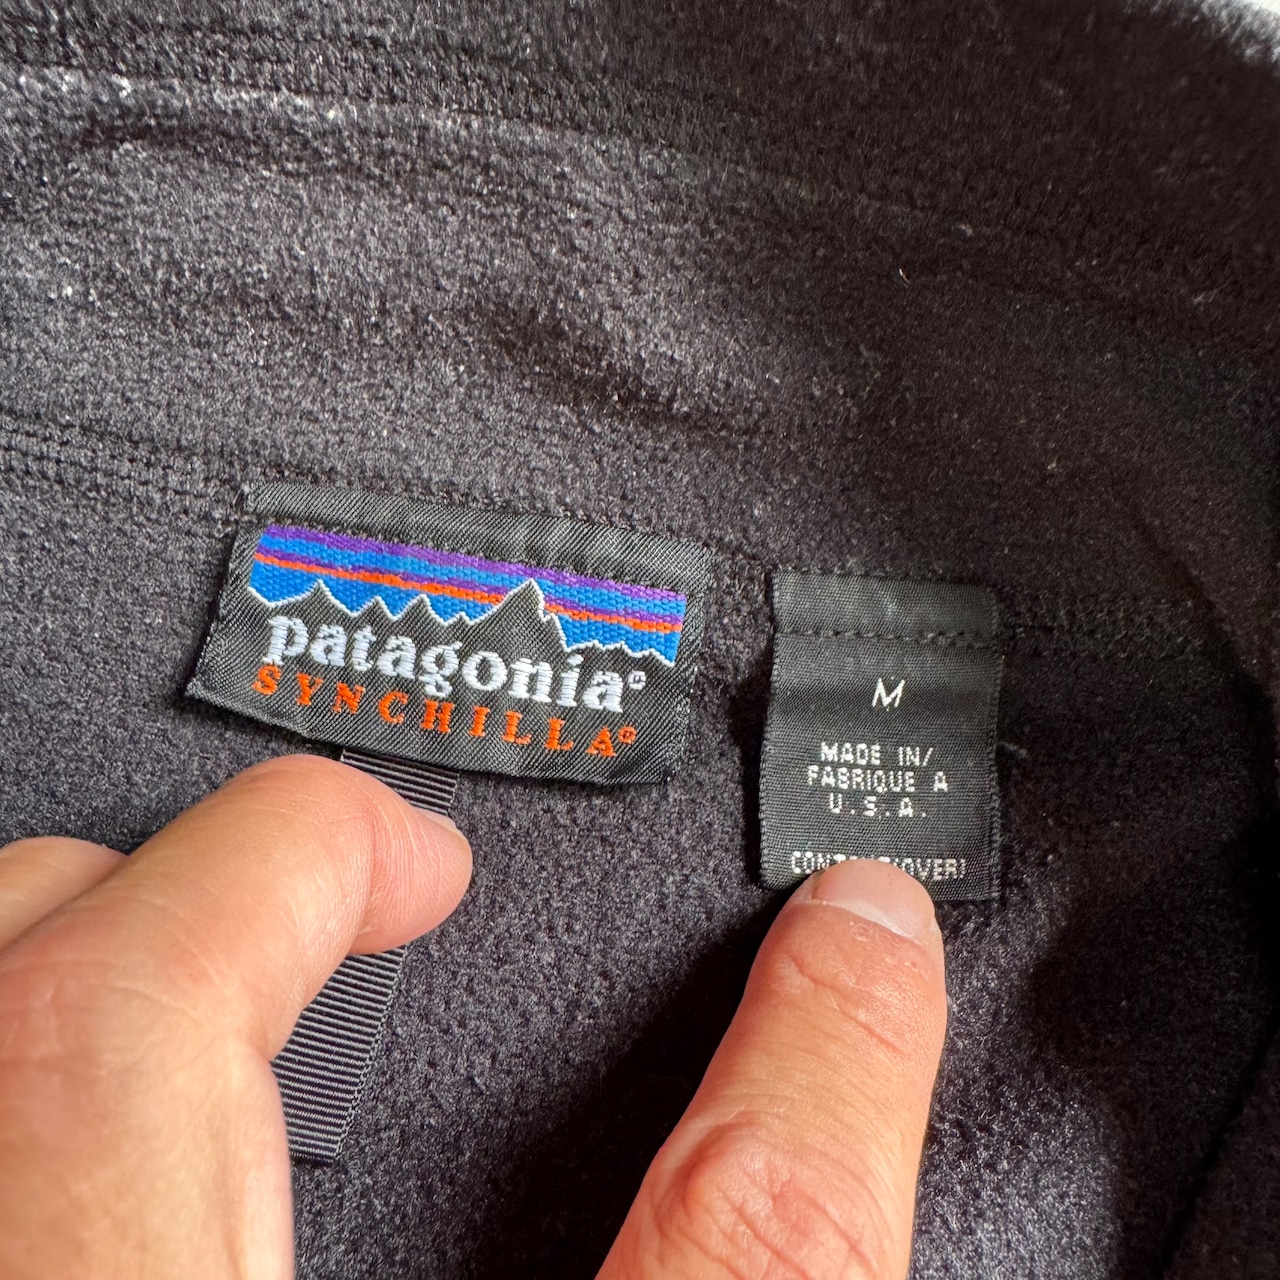 patagonia®
SYNCHILLA®
M
MADE IN/
FABRIQUE A
U.S.A.